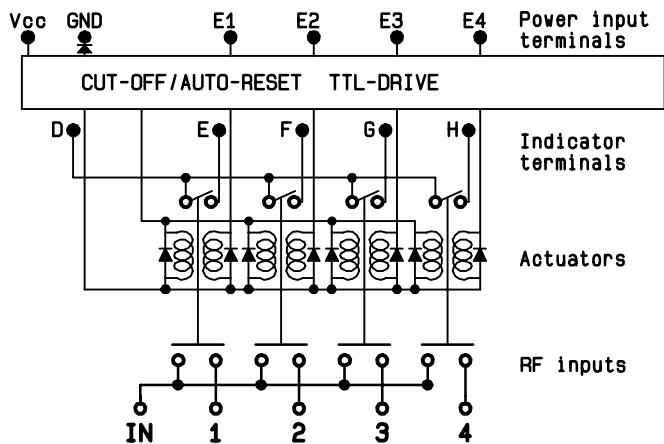 Vcc GND E1 E2 E3 E4 Power input
terminals
CUT-OFF/AUTO-RESET TTL-DRIVE
D E F G H Indicator
terminals
Actuators
RF inputs
IN 1 2 3 4